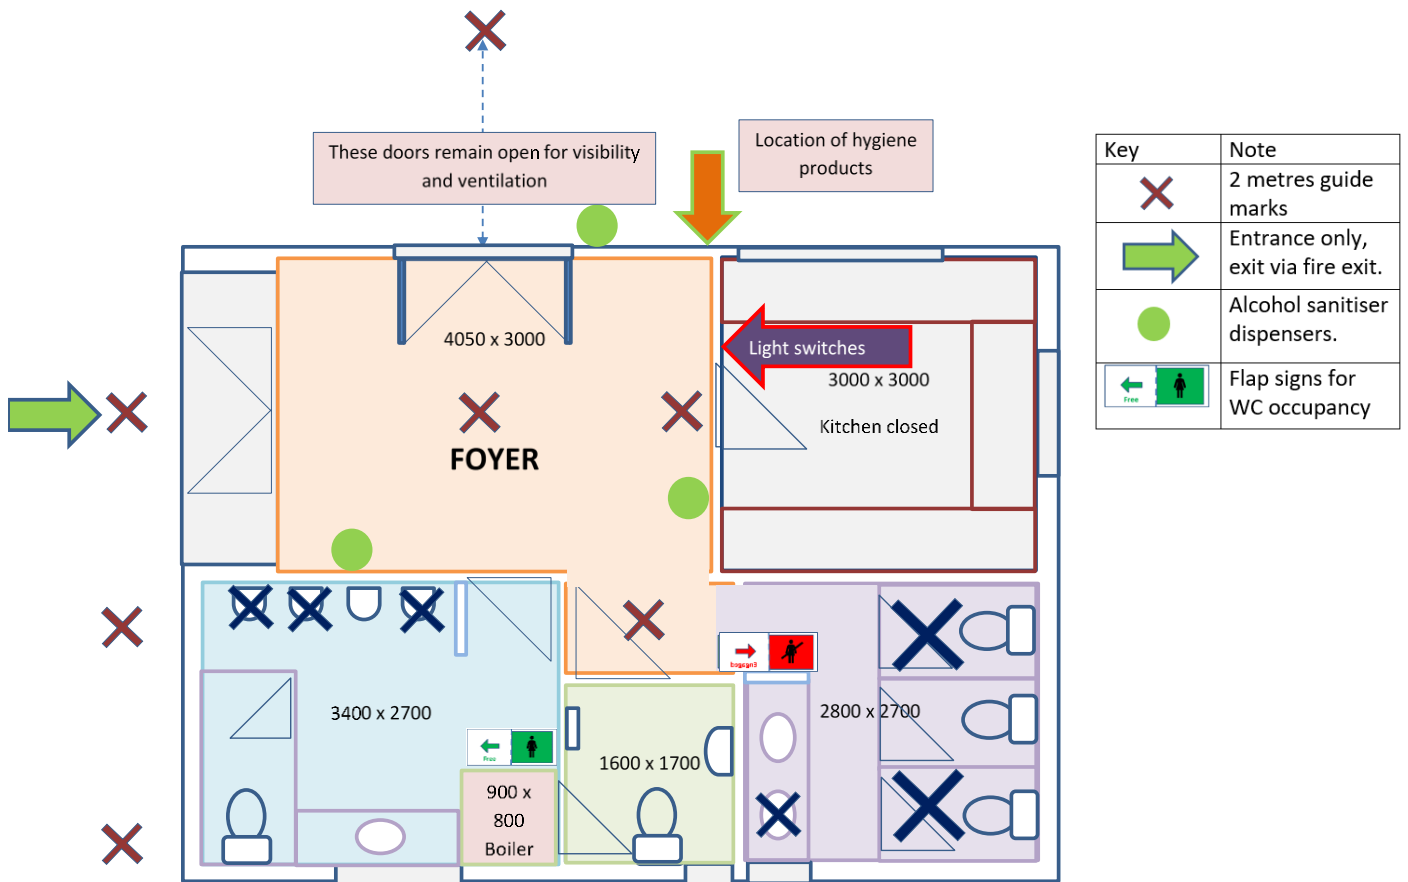 These doors remain open for visibility
and ventilation
Location of hygiene
products
Key Note
2 metres guide
marks
Entrance only,
exit via fire exit.
Alcohol sanitiser
dispensers.
Free
Flap signs for
WC occupancy
4050 x 3000
Light switches
3000 x 3000
Kitchen closed
FOYER
Engaged
3400 x 2700
2800 x 2700
Free
1600 x 1700
900 x
800
Boiler